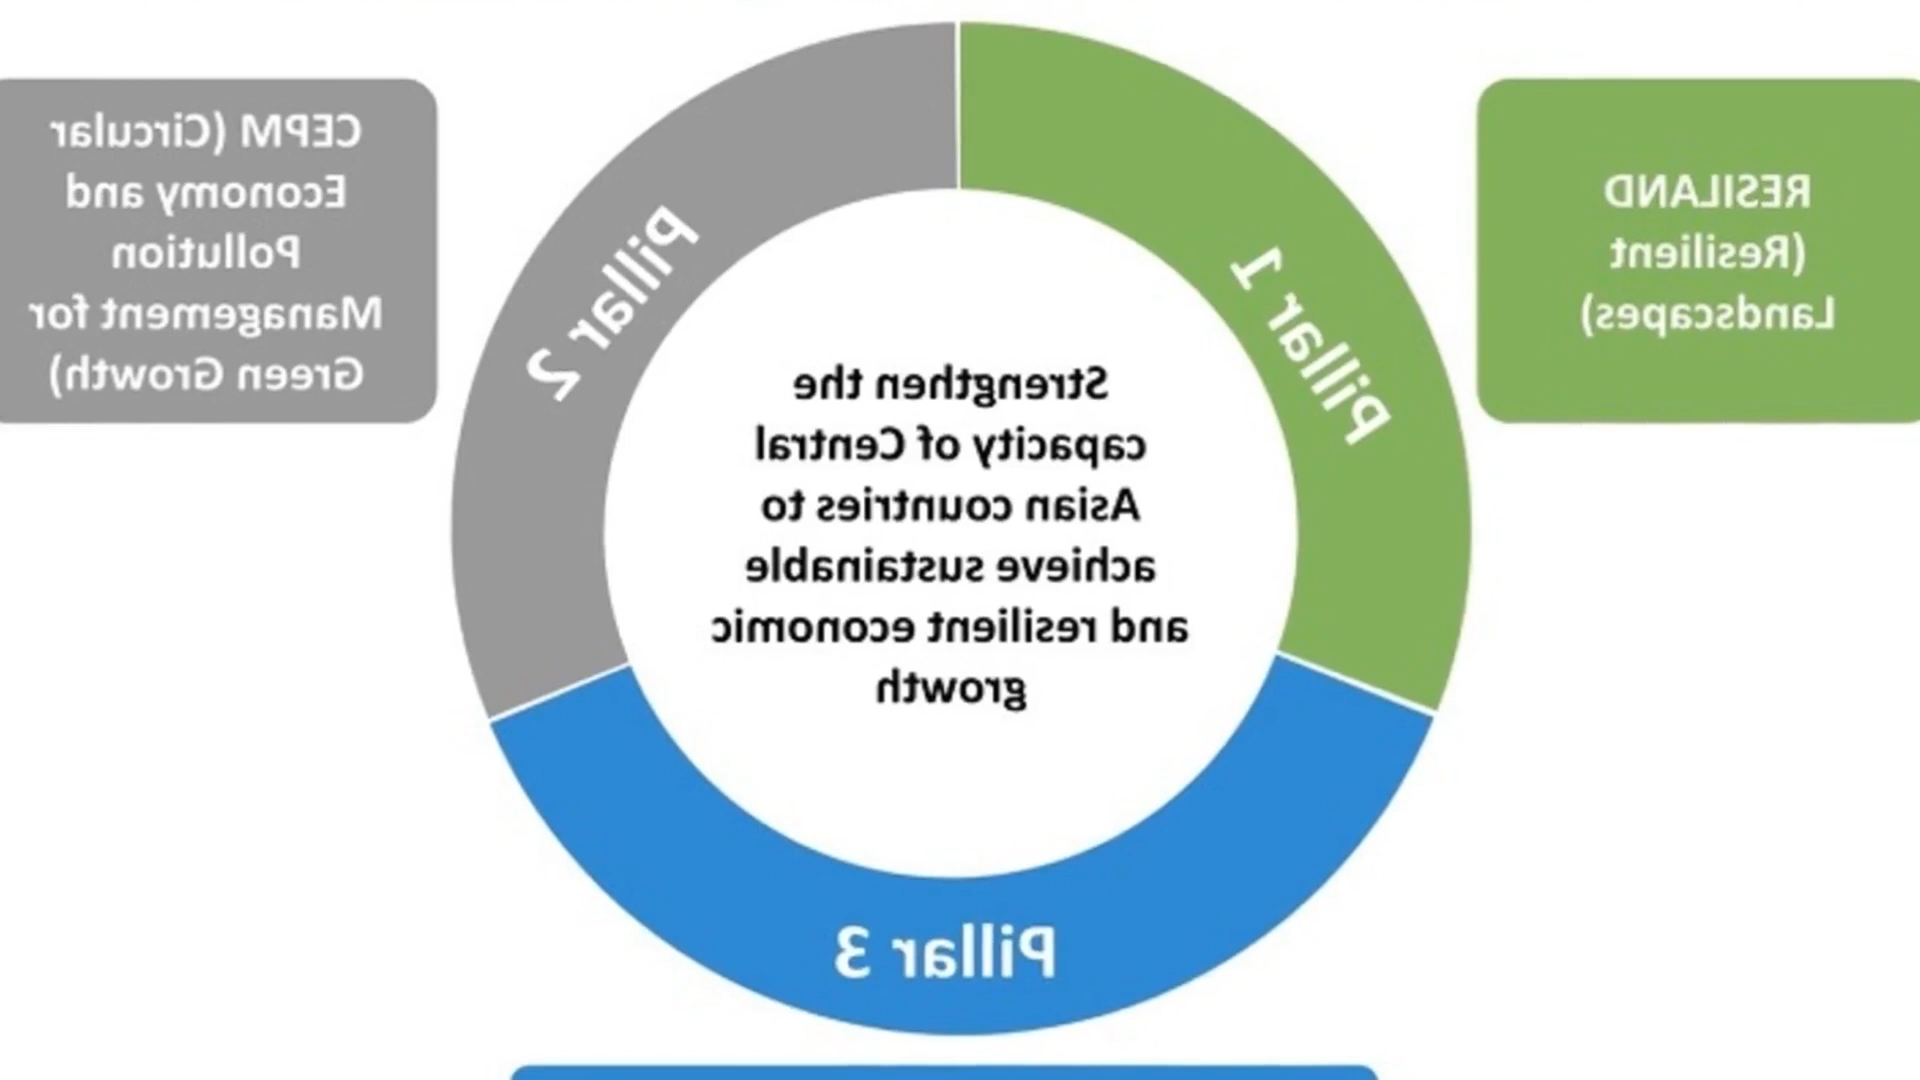 CEPM (Circular
Economy and
Pollution
Management for
Green Growth)
Pillar 2
Pillar 1
RESILAND
(Resilient
Landscapes)
Strengthen the
capacity of Central
Asian countries to
achieve sustainable
and resilient economic
growth
Pillar 3